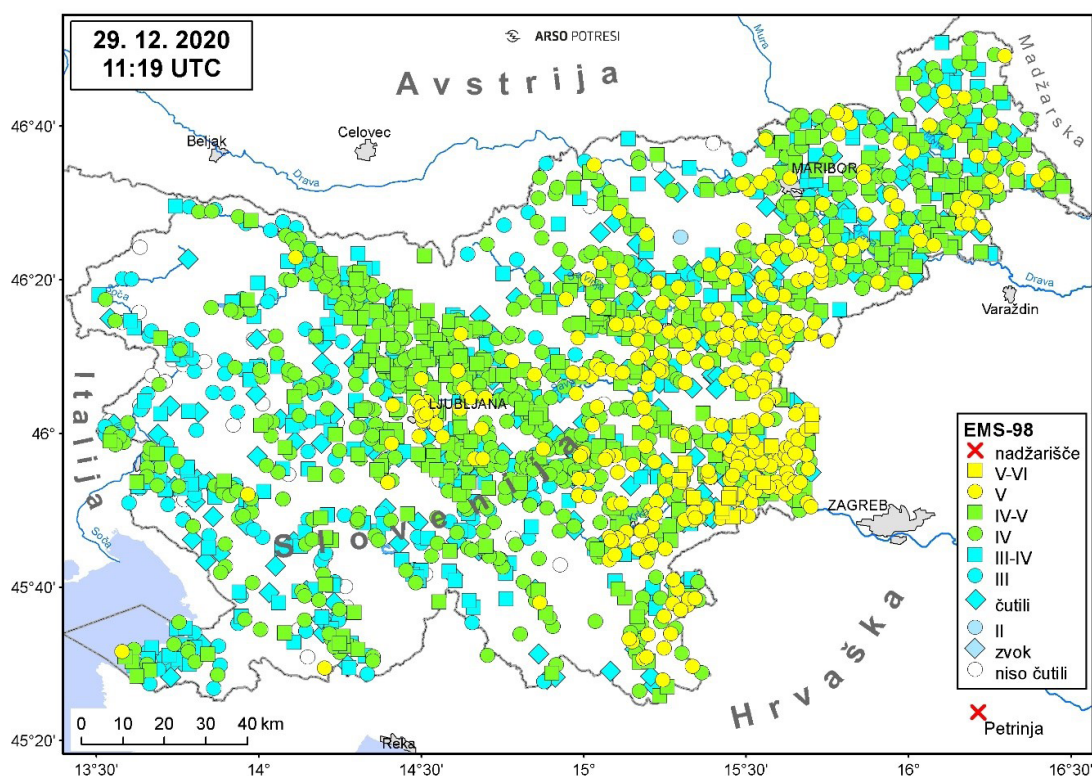 29. 12. 2020
11:19 UTC
ARSO POTRESI
Avstrija
Mura
Madžarska
46°40'
Beljak
Celovec
Drava
MARIBOR
46°20'
Soča
Drava
Varaždin
Italija
LJUBLJANA
Sava
46°
Slovenija
ZAGREB
Soča
45°40'
Hrvaška
EMS-98
nadžarišče
V-VI
V
IV-V
IV
III-IV
III
čutili
II
zvok
niso čutili
0 10 20 30 40 km
Petrinja
Reka
45°20'
13°30' 14° 14°30' 15° 15°30' 16° 16°30'